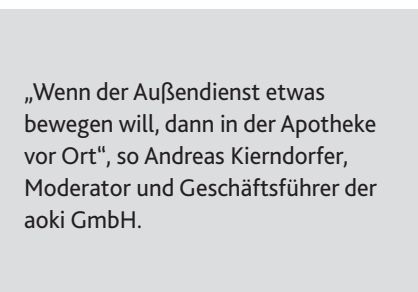 „Wenn der Außendienst etwas
bewegen will, dann in der Apotheke
vor Ort“, so Andreas Kierndorfer,
Moderator und Geschäftsführer der
aoki GmbH.